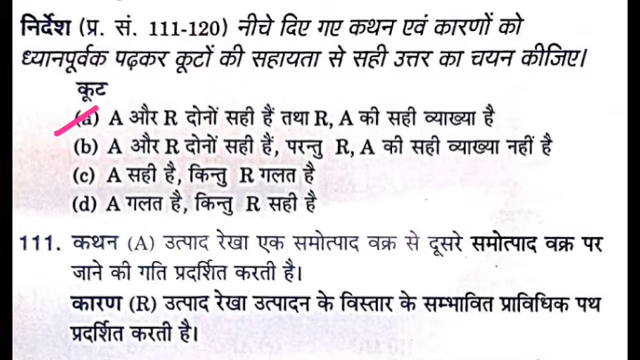 निर्देश (प्र. सं. 111-120) नीचे दिए गए कथन एवं कारणों को
ध्यानपूर्वक पढ़कर कूटों की सहायता से सही उत्तर का चयन कीजिए।
कूट
(a) A और R दोनों सही हैं तथा R, A की सही व्याख्या है
(b) A और R दोनों सही हैं, परन्तु R, A की सही व्याख्या नहीं है
(c) A सही है, किन्तु R गलत है
(d) A गलत है, किन्तु R सही है
111. कथन (A) उत्पाद रेखा एक समोत्पाद वक्र से दूसरे समोत्पाद वक्र पर
जाने की गति प्रदर्शित करती है।
कारण (R) उत्पाद रेखा उत्पादन के विस्तार के सम्भावित प्राविधिक पथ
प्रदर्शित करती है।